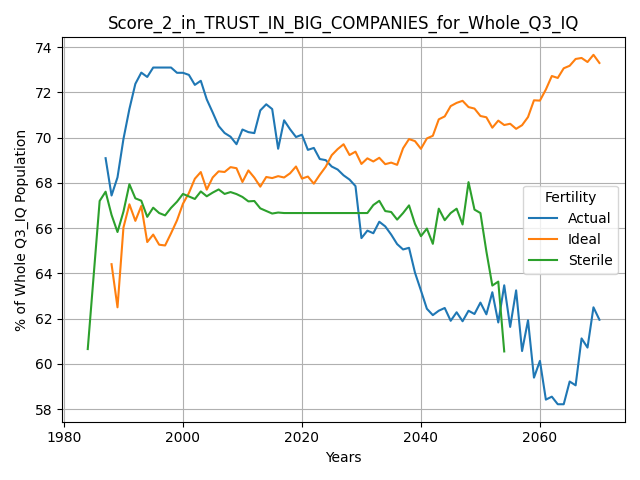 Score_2_in_TRUST_IN_BIG_COMPANIES_for_Whole_Q3_IQ
% of Whole Q3_IQ Population
74
72
70
68
66
64
62
60
58
Fertility
Actual
Ideal
Sterile
1980
2000
2020
2040
2060
Years